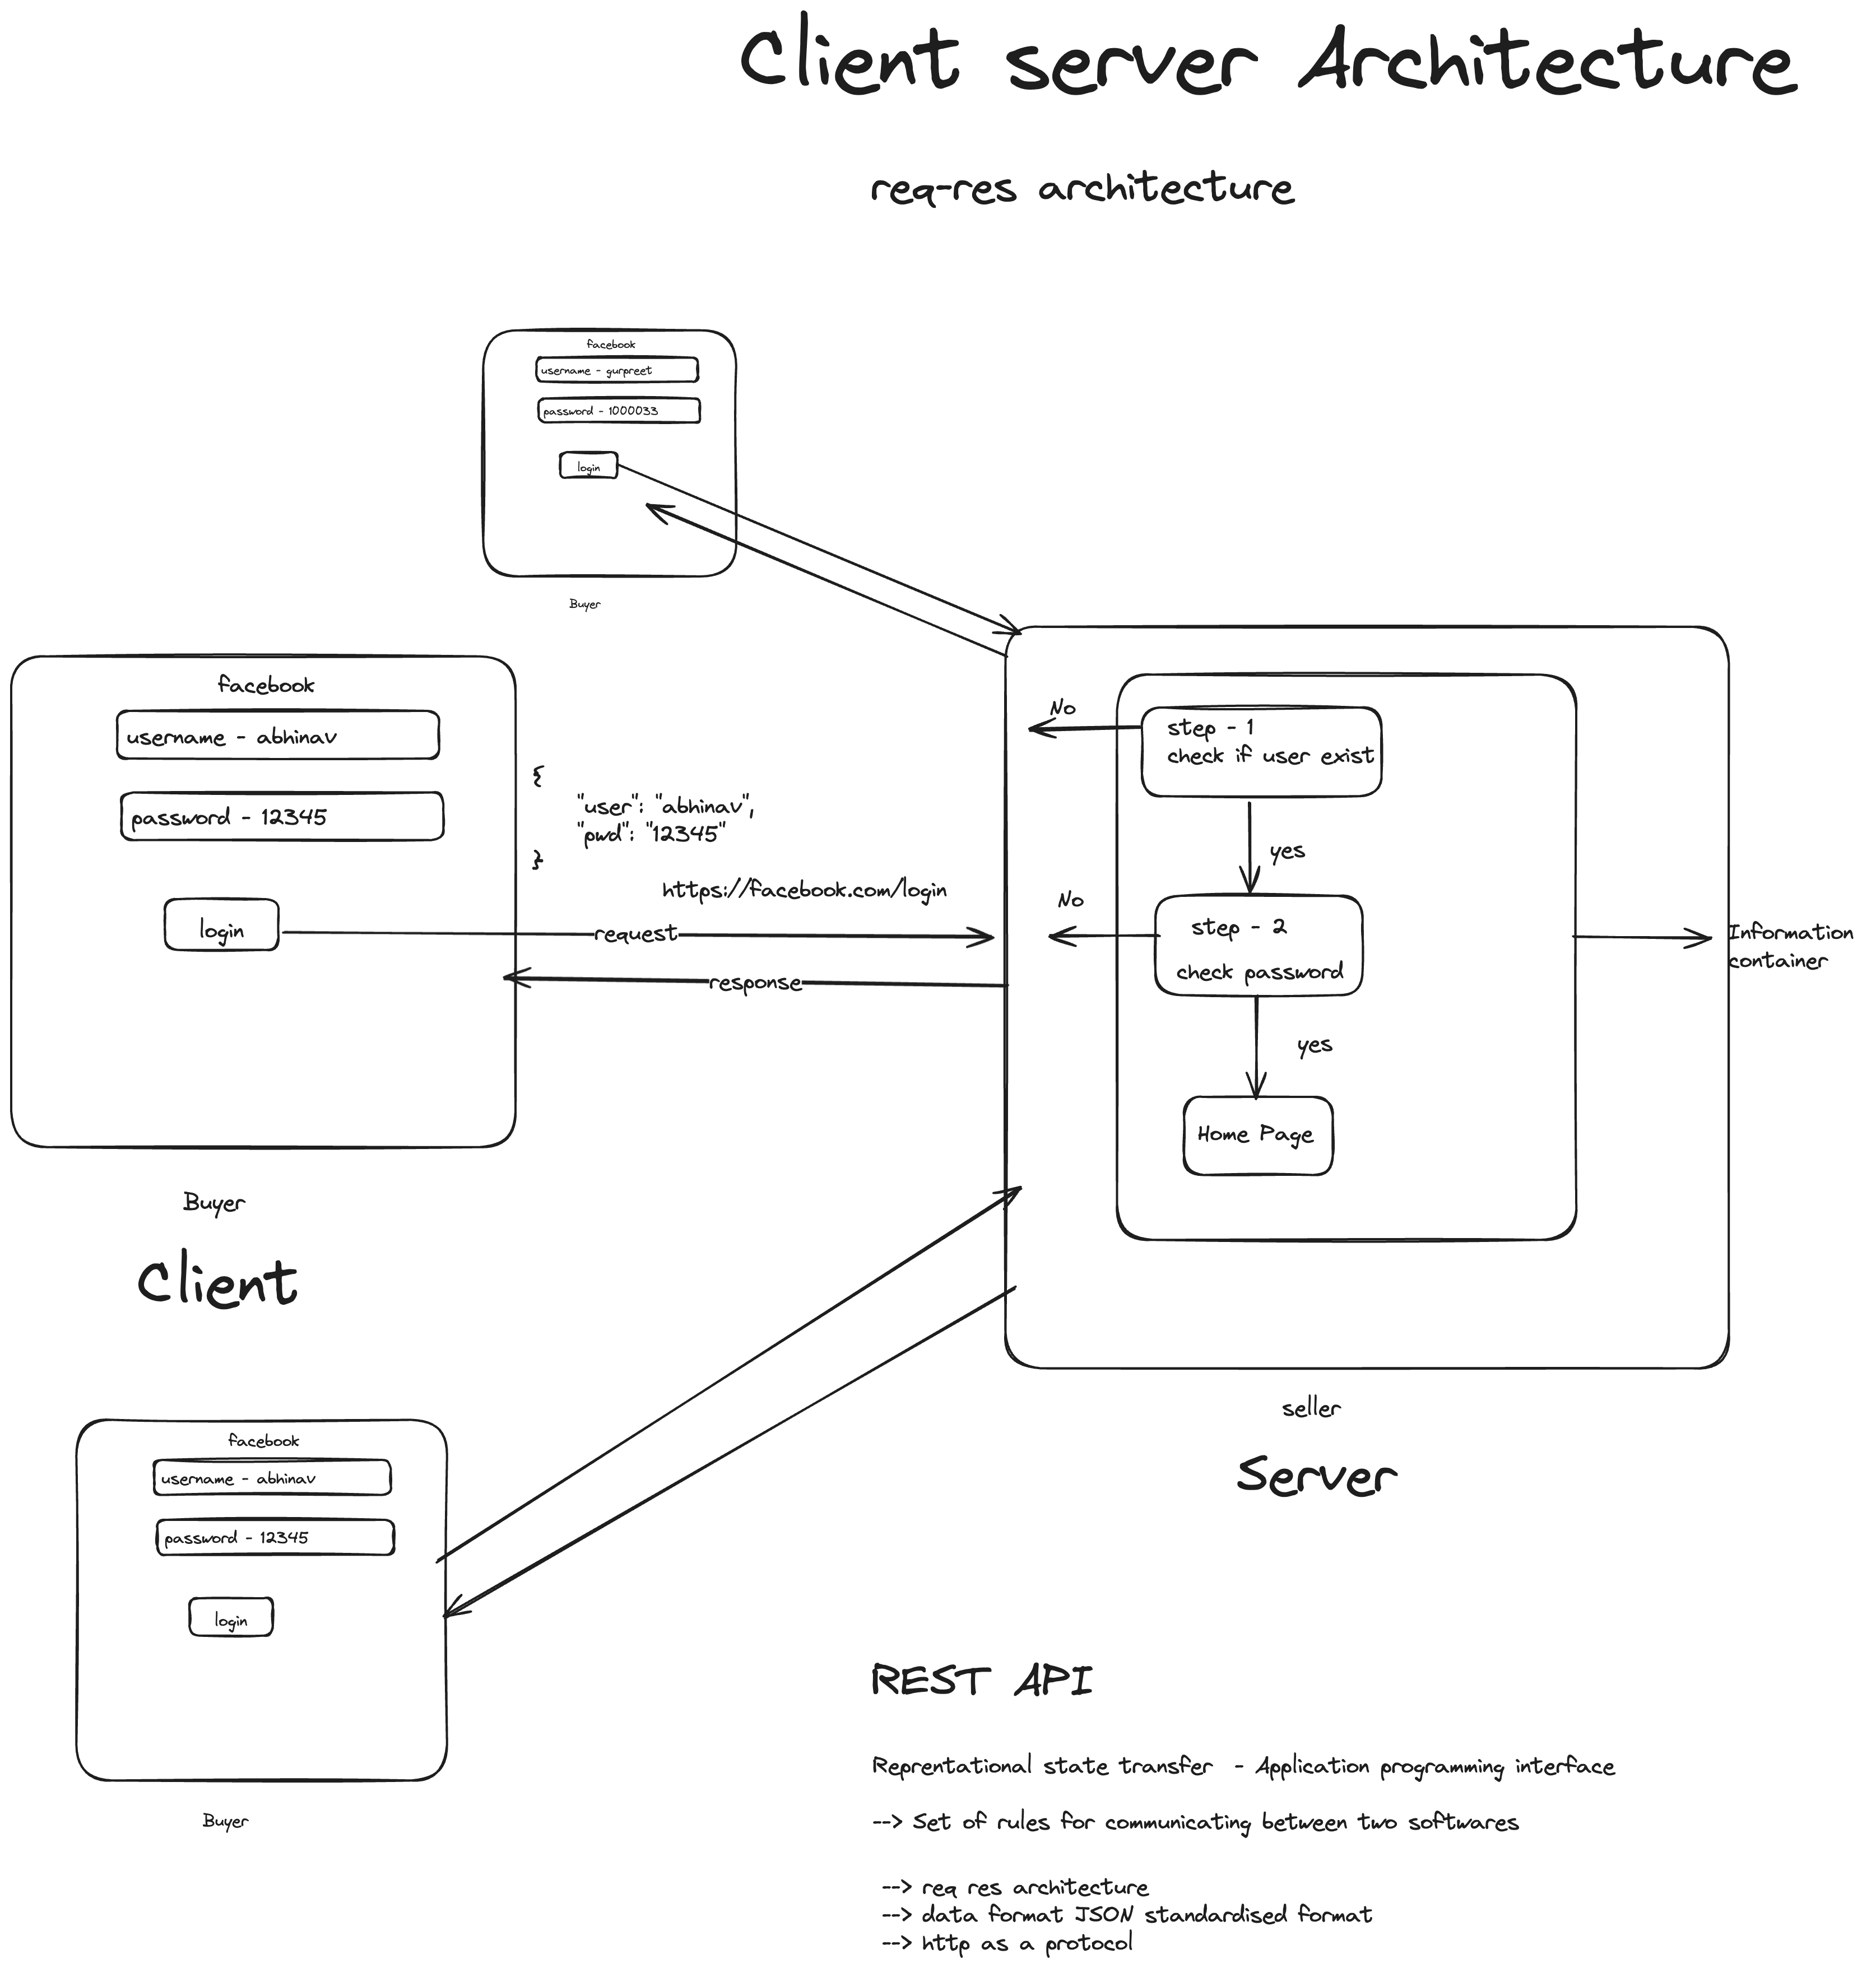 Client server Architecture
req-res architecture
facebook
username - gurpreet
password - 1000033
login
Buyer
facebook
username - abhinav
password - 12345
login
{
"user": "abhinav",
"pwd": "12345"
}
https://facebook.com/login
request
response
Buyer
Client
No
step - 1
check if user exist
yes
No
step - 2
check password
yes
Home Page
Information
container
seller
Server
facebook
username - abhinav
password - 12345
login
Buyer
REST API
Reprentational state transfer - Application programming interface
--> Set of rules for communicating between two softwares
--> req res architecture
--> data format JSON standardised format
--> http as a protocol